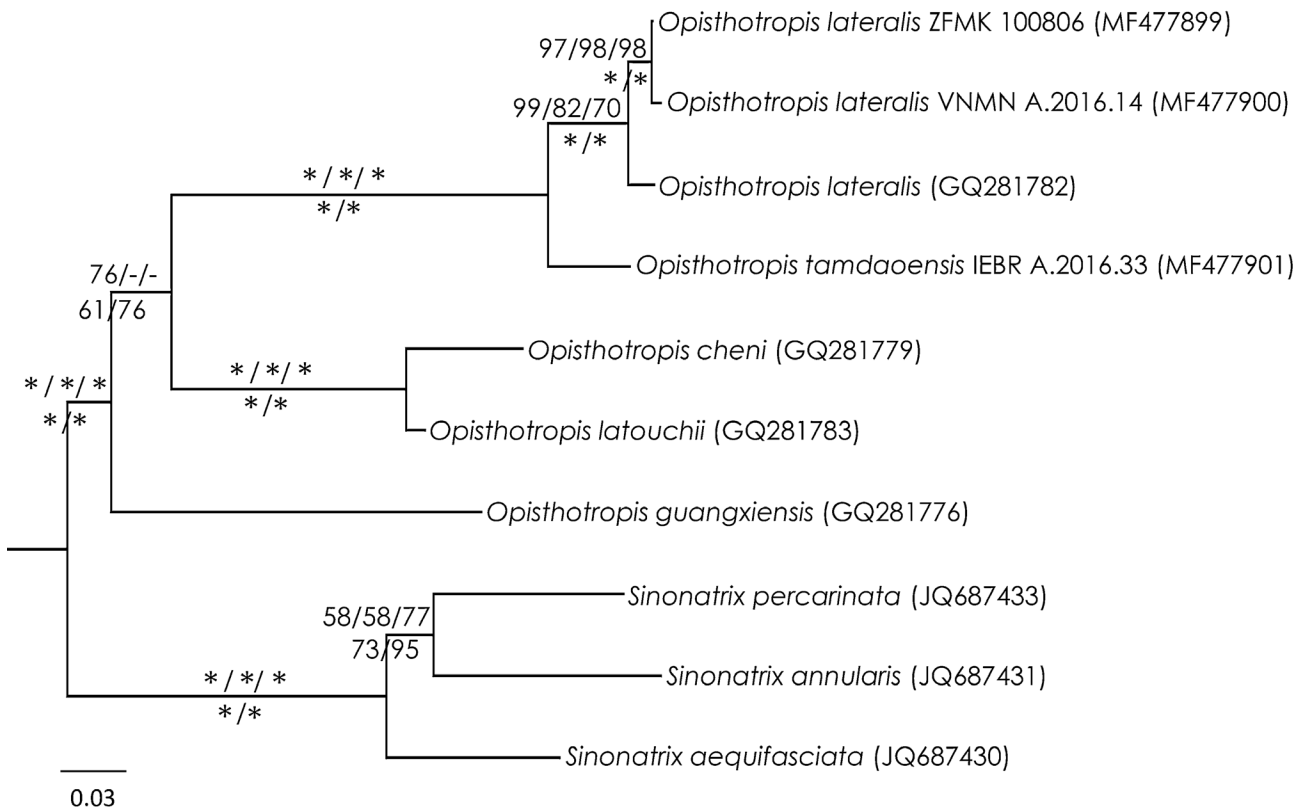 Opisthotropis lateralis ZFMK 100806 (MF477899)
97/98/98
*/*
Opisthotropis lateralis VNMN A.2016.14 (MF477900)
99/82/70
*/*
Opisthotropis lateralis (GQ281782)
*/*/*
*/*
Opisthotropis tamdaoensis IEBR A.2016.33 (MF477901)
76/-/-
61/76
Opisthotropis cheni (GQ281779)
*/*/*
*/*
*/*/*
*/*
Opisthotropis latouchii (GQ281783)
Opisthotropis guangxiensis (GQ281776)
Sinonatrix percarinata (JQ687433)
58/58/77
73/95
Sinonatrix annularis (JQ687431)
*/*/*
*/*
Sinonatrix aequifasciata (JQ687430)
0.03